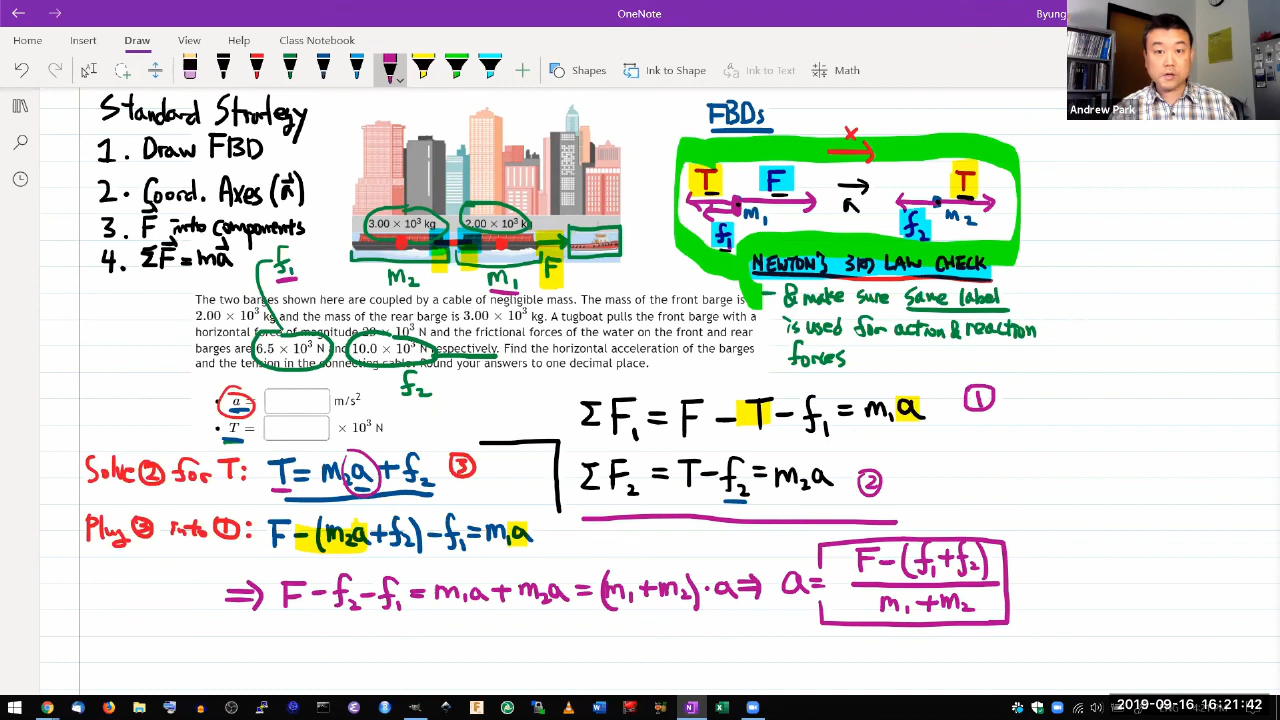 OneNote
Byung
Home Insert Draw View Help Class Notebook
Shapes Ink to Shape Ink to Text Math
Andrew Park
Standard Strategy
1. Draw FBD
2. Coord. Axes (a⃗)
3. F⃗ into components
4. ΣF⃗ = ma⃗
f₁
3.00 × 10³ kg
2.00 × 10³ k
m₂
m₁
F
FBDs
x
T F
m₁
f₁
a
T
m₂
f₂
NEWTON'S 3RD LAW CHECK
- & make sure same label
is used for action & reaction
forces
The two barges shown here are coupled by a cable of negligible mass. The mass of the front barge is
2.00 × 10³ kg and the mass of the rear barge is 3.00 × 10³ kg. A tugboat pulls the front barge with a
horizontal force of magnitude × 10³ N and the frictional forces of the water on the front and rear
barges are 6.5 × 10³ N and 10.0 × 10³ N respectively. Find the horizontal acceleration of the barges
and the tension in the connecting cable. Round your answers to one decimal place.
f₂
• a = m/s²
• T = × 10³ N
ΣF₁ = F - T - f₁ = m₁a ①
ΣF₂ = T - f₂ = m₂a ②
Solve ② for T: T = m₂a + f₂ ③
Plug ③ into ①: F - (m₂a + f₂) - f₁ = m₁a
⇒ F - f₂ - f₁ = m₁a + m₂a = (m₁ + m₂)·a ⇒ a = F - (f₁ + f₂)
m₁ + m₂
2019-09-16 16:21:42